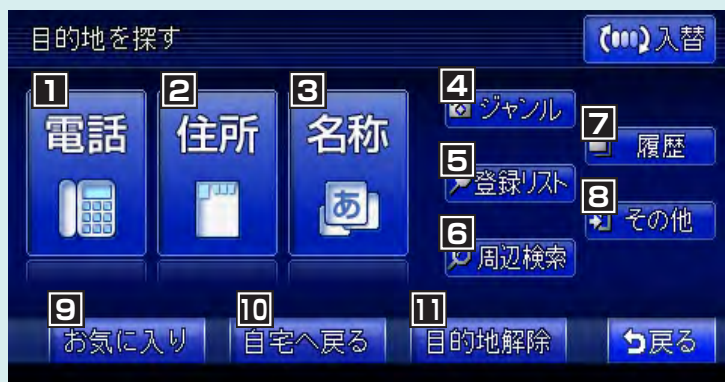 目的地を探す
入替
1
電話
2
住所
3
名称
あ
4
ジャンル
5
登録リスト
6
周辺検索
7
履歴
8
その他
9
お気に入り
10
自宅へ戻る
11
目的地解除
戻る